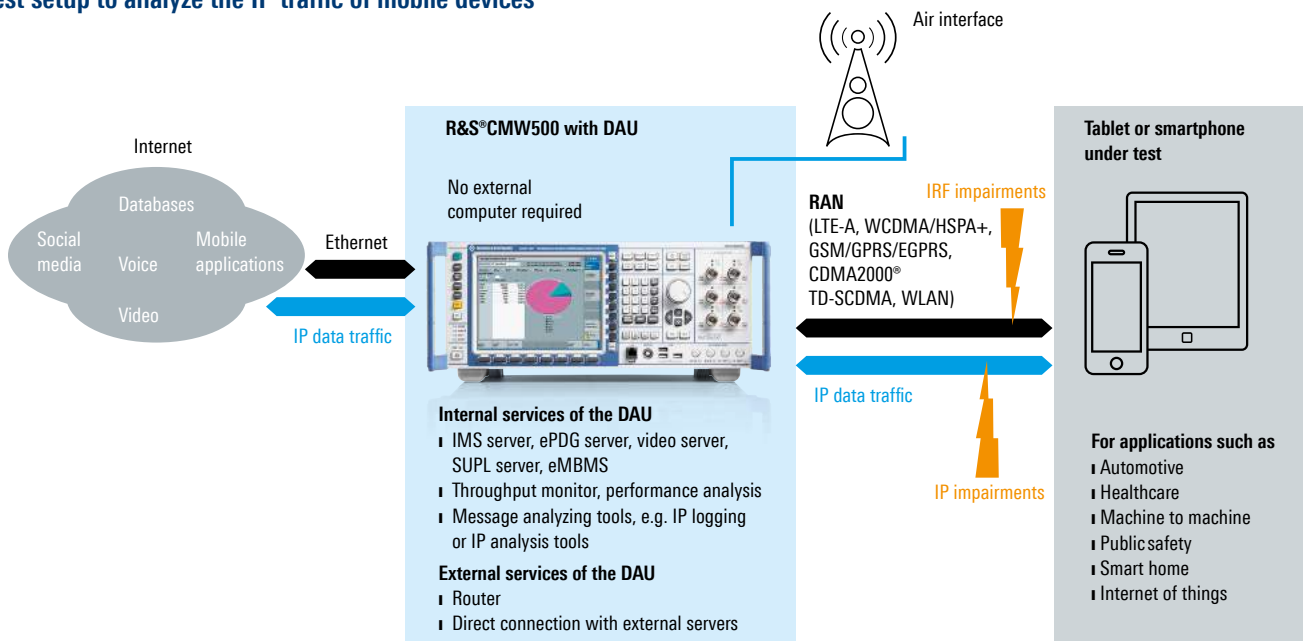 est setup to analyze the IP traffic of mobile devices
Air interface
Internet
Databases
Social
media
Voice
Mobile
applications
Video
Ethernet
IP data traffic
R&S®CMW500 with DAU
No external
computer required
Internal services of the DAU
IMS server, ePDG server, video server,
SUPL server, eMBMS
Throughput monitor, performance analysis
Message analyzing tools, e.g. IP logging
or IP analysis tools
External services of the DAU
Router
Direct connection with external servers
RAN
(LTE-A, WCDMA/HSPA+,
GSM/GPRS/EGPRS,
CDMA2000®
TD-SCDMA, WLAN)
IRF impairments
IP data traffic
IP impairments
Tablet or smartphone
under test
For applications such as
Automotive
Healthcare
Machine to machine
Public safety
Smart home
Internet of things